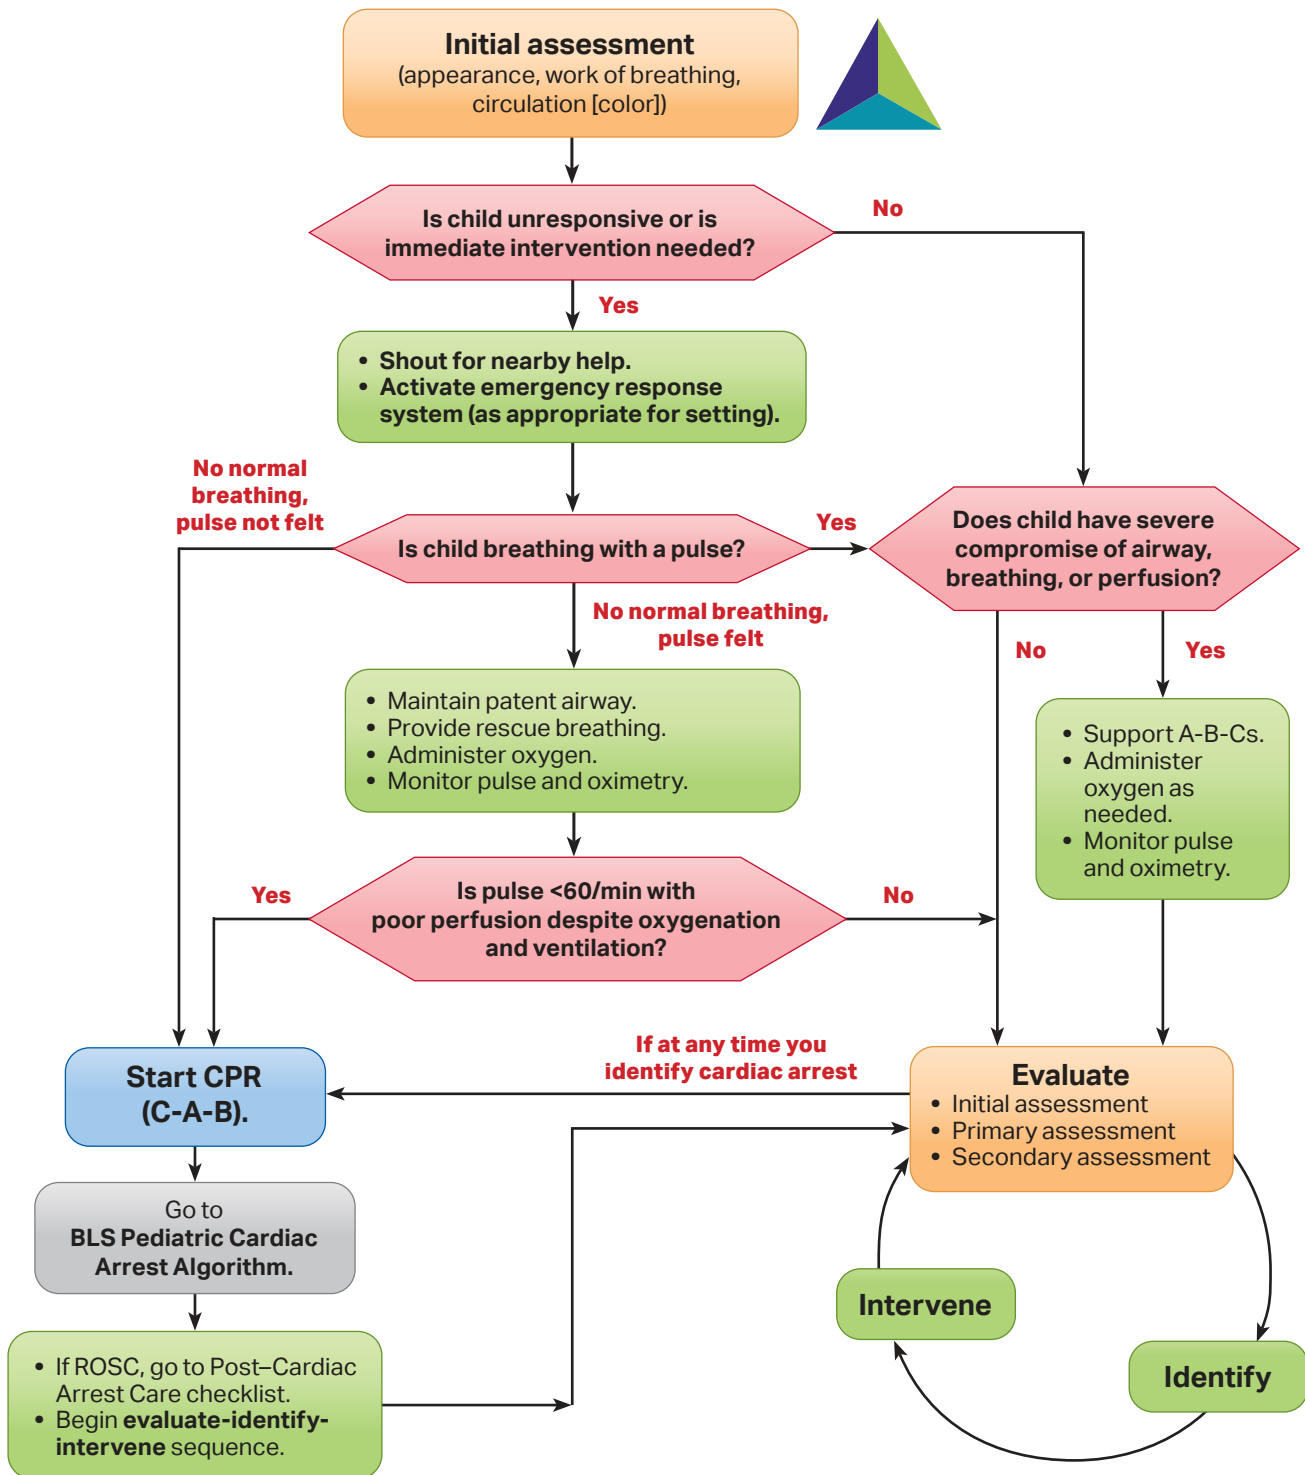 Initial assessment
(appearance, work of breathing,
circulation [color])
Is child unresponsive or is
immediate intervention needed?
No
Yes
• Shout for nearby help.
• Activate emergency response
system (as appropriate for setting).
No normal
breathing,
pulse not felt
Is child breathing with a pulse?
Yes
Does child have severe
compromise of airway,
breathing, or perfusion?
No normal breathing,
pulse felt
No
Yes
• Maintain patent airway.
• Provide rescue breathing.
• Administer oxygen.
• Monitor pulse and oximetry.
• Support A-B-Cs.
• Administer
oxygen as
needed.
• Monitor pulse
and oximetry.
Yes
Is pulse <60/min with
poor perfusion despite oxygenation
and ventilation?
No
Start CPR
(C-A-B).
If at any time you
identify cardiac arrest
Evaluate
• Initial assessment
• Primary assessment
• Secondary assessment
Go to
BLS Pediatric Cardiac
Arrest Algorithm.
Intervene
Identify
• If ROSC, go to Post–Cardiac
Arrest Care checklist.
• Begin evaluate-identify-
intervene sequence.